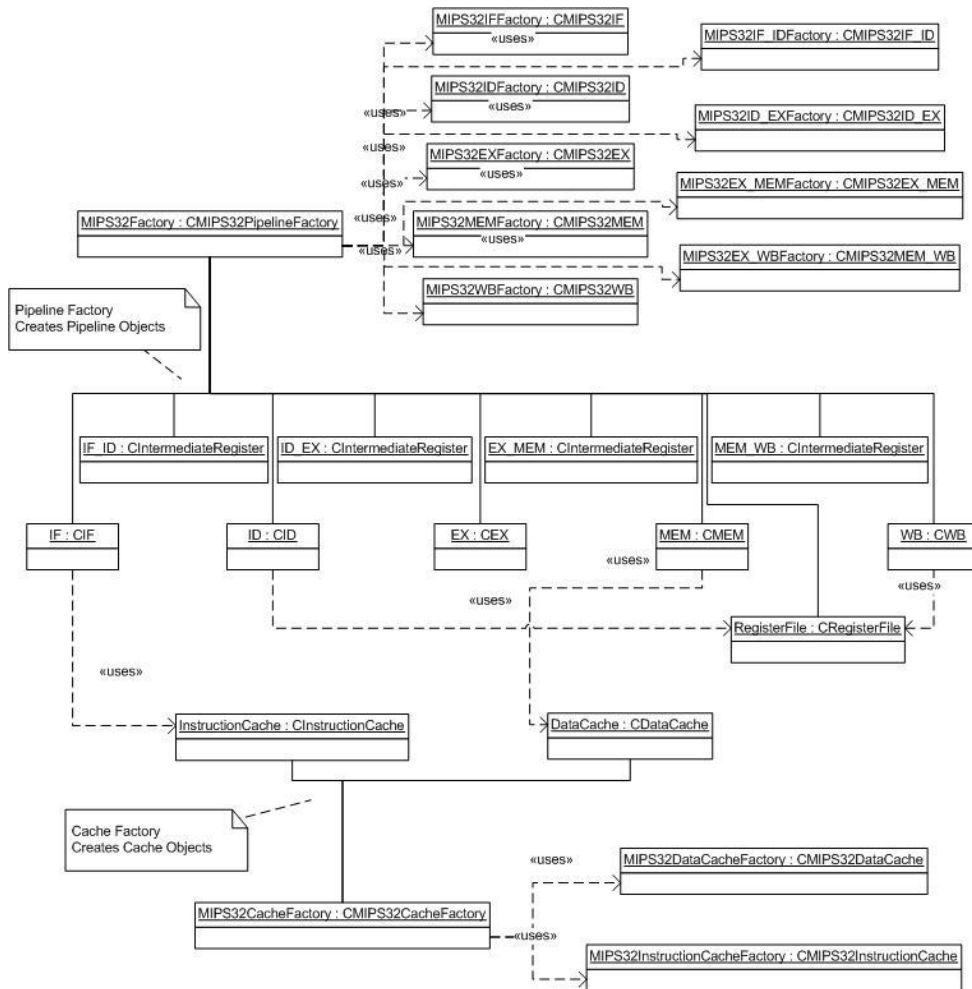 MIPS32IFFactory : CMIPS32IF
«uses»
MIPS32IF_IDFactory : CMIPS32IF_ID
MIPS32IDFactory : CMIPS32ID
«uses»
«uses»
MIPS32ID_EXFactory : CMIPS32ID_EX
«uses»
MIPS32EXFactory : CMIPS32EX
«uses»
«uses»
MIPS32EX_MEMFactory : CMIPS32EX_MEM
MIPS32Factory : CMIPS32PipelineFactory
«uses»
MIPS32MEMFactory : CMIPS32MEM
«uses»
«uses»
MIPS32EX_WBFactory : CMIPS32MEM_WB
MIPS32WBFactory : CMIPS32WB
Pipeline Factory
Creates Pipeline Objects
IF_ID : CIntermediateRegister
ID_EX : CIntermediateRegister
EX_MEM : CIntermediateRegister
MEM_WB : CIntermediateRegister
IF : CIF
ID : CID
EX : CEX
MEM : CMEM
WB : CWB
«uses»
«uses»
«uses»
RegisterFile : CRegisterFile
«uses»
InstructionCache : CInstructionCache
DataCache : CDataCache
Cache Factory
Creates Cache Objects
«uses»
MIPS32DataCacheFactory : CMIPS32DataCache
MIPS32CacheFactory : CMIPS32CacheFactory
«uses»
MIPS32InstructionCacheFactory : CMIPS32InstructionCache